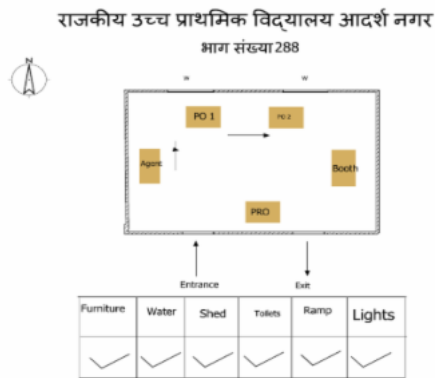 राजकीय उच्च प्राथमिक विद्यालय आदर्श नगर
भाग संख्या 288
N
W W
PO 1 PO 2
Agent Booth
PRO
Entrance Exit
Furniture Water Shed Toilets Ramp Lights